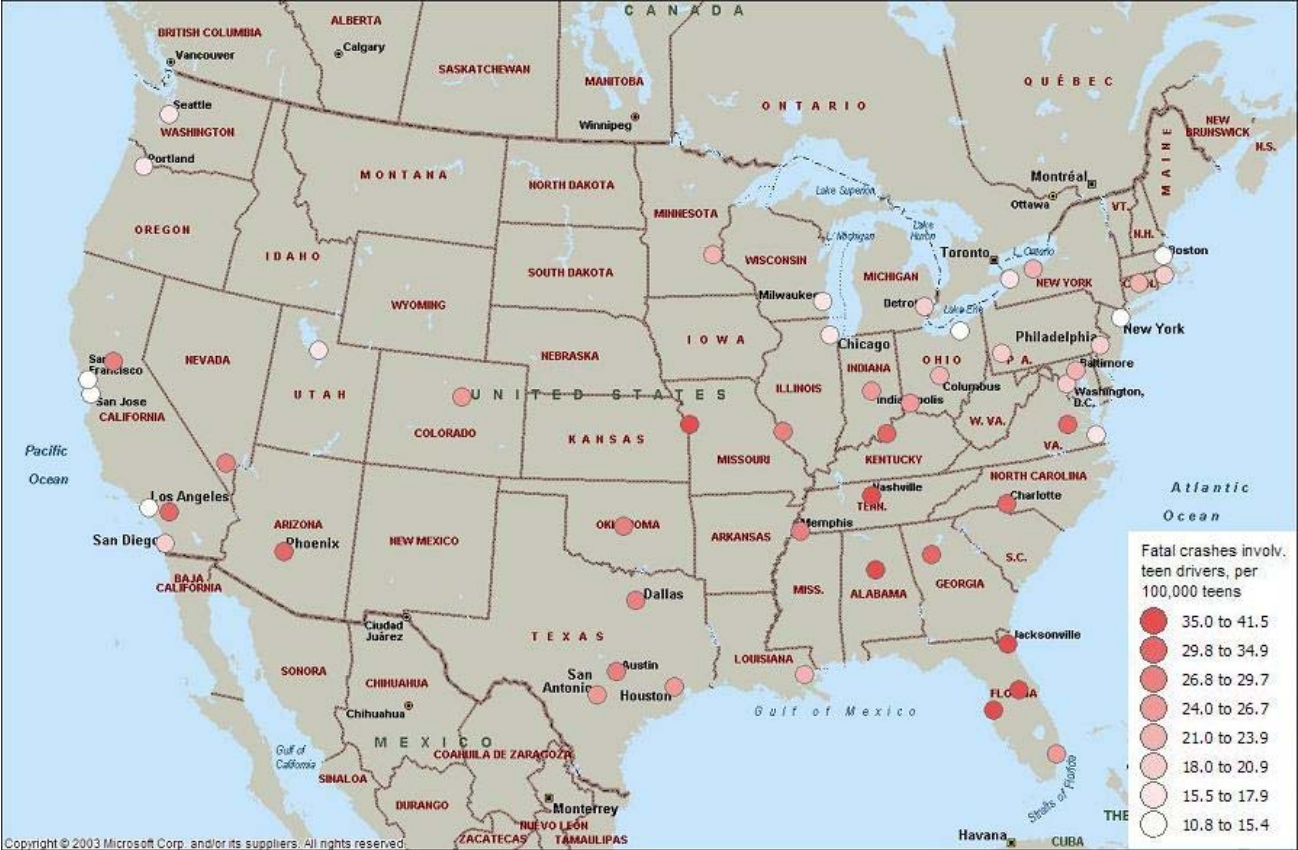 CANADA
ALBERTA
BRITISH COLUMBIA
Vancouver
Calgary
SASKATCHEWAN
MANITOBA
Winnipeg
ONTARIO
QUÉBEC
NEW
BRUNSWICK
N.S.
MAINE
Seattle
WASHINGTON
Portland
MONTANA
NORTH DAKOTA
MINNESOTA
Lake Superior
Montréal
Ottawa
VT.
N.H.
OREGON
IDAHO
SOUTH DAKOTA
WISCONSIN
L. Michigan
Lake
Huron
MICHIGAN
Toronto
L. Ontario
NEW YORK
Boston
WYOMING
Milwaukee
Detroi
Lake Erie
New York
NEVADA
UTAH
NEBRASKA
IOWA
Chicago
ILLINOIS
INDIANA
OHIO
PA.
Philadelphia
Baltimore
San
Francisco
San Jose
CALIFORNIA
UNITED STATES
COLORADO
KANSAS
MISSOURI
Columbus
W. VA.
Washington,
D.C.
VA.
KENTUCKY
Pacific
Ocean
Los Angeles
San Diego
ARIZONA
Phoenix
NEW MEXICO
ARKANSAS
Nashville
TENN.
Memphis
NORTH CAROLINA
Charlotte
S.C.
Atlantic
Ocean
BAJA
CALIFORNIA
Dallas
MISS.
ALABAMA
GEORGIA
Ciudad
Juárez
TEXAS
Austin
San
Antonio
Houston
LOUISIANA
Jacksonville
SONORA
CHIHUAHUA
Chihuahua
Gulf of Mexico
MEXICO
Gulf of
California
COAHUILA DE ZARAGOZA
SINALOA
DURANGO
Monterrey
NUEVO LEÓN
ZACATECAS
TAMAULIPAS
Straits of Florida
Havana
CUBA
THE
Fatal crashes involv.
teen drivers, per
100,000 teens
35.0 to 41.5
29.8 to 34.9
26.8 to 29.7
24.0 to 26.7
21.0 to 23.9
18.0 to 20.9
15.5 to 17.9
10.8 to 15.4
Copyright © 2003 Microsoft Corp. and/or its suppliers. All rights reserved.